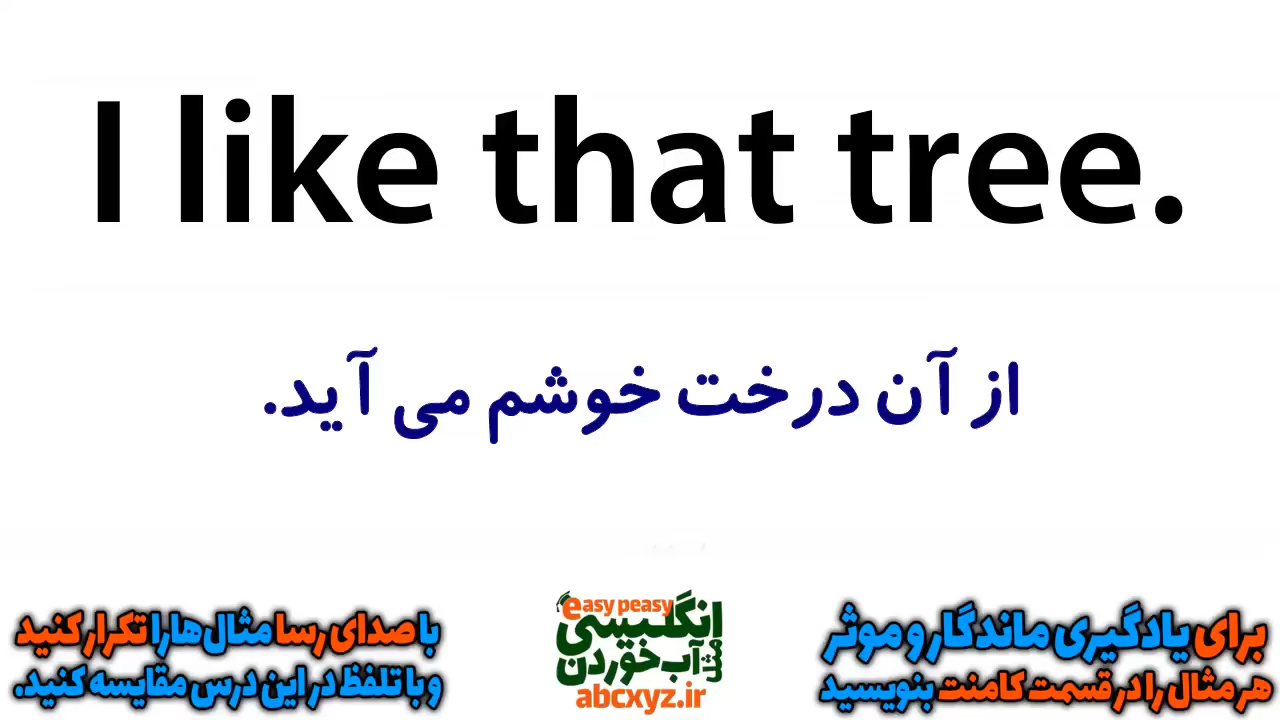 I like that tree.
از آن درخت خوشم می آید.
برای یادگیری ماندگار و موثر
هر مثال را در قسمت کامنت بنویسید
easy peasy
انگلیسی
مثل آب خوردن
abcxyz.ir
با صدای رسا مثال‌ها را تکرار کنید
و با تلفظ در این درس مقایسه کنید.